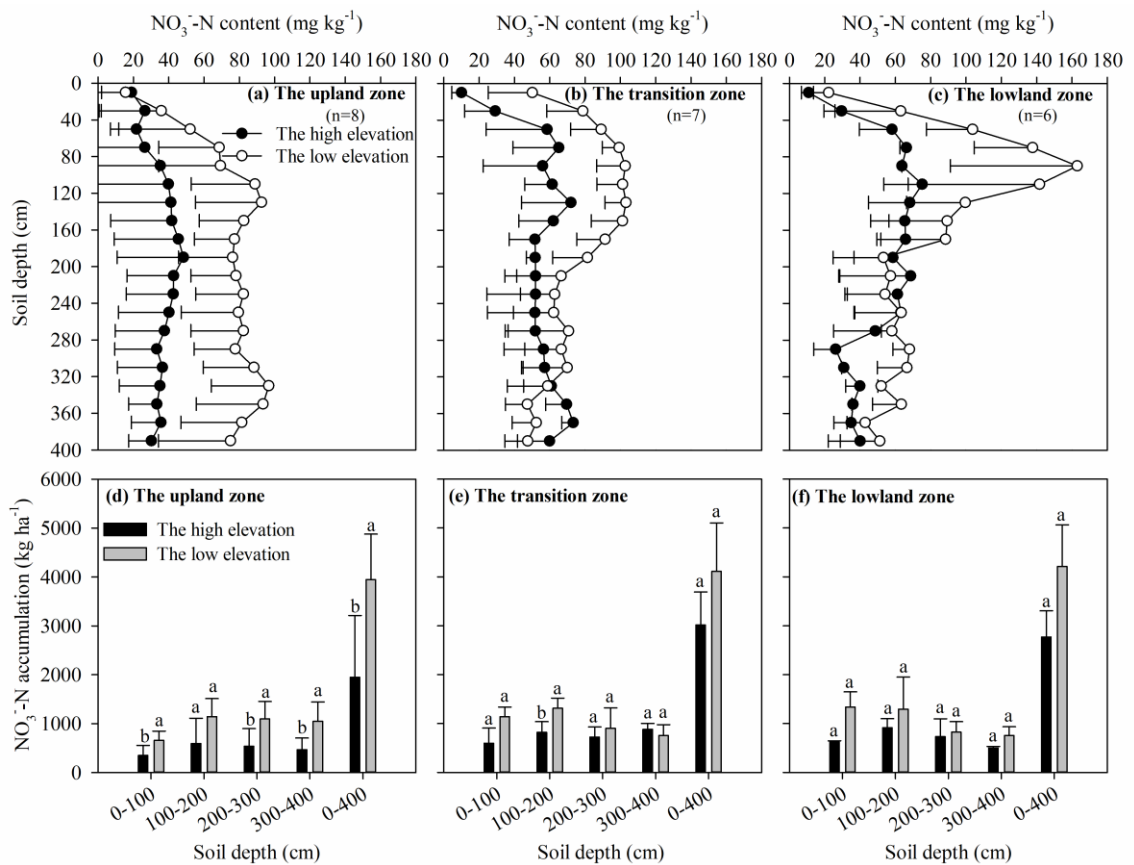 NO₃⁻-N content (mg kg⁻¹) NO₃⁻-N content (mg kg⁻¹) NO₃⁻-N content (mg kg⁻¹)
0 20 40 60 80 100 120 140 160 180 0 20 40 60 80 100 120 140 160 180 0 20 40 60 80 100 120 140 160 180
Soil depth (cm)
0
40
80
120
160
200
240
280
320
360
400
(a) The upland zone
(n=8)
The high elevation
The low elevation
(b) The transition zone
(n=7)
(c) The lowland zone
(n=6)
NO₃⁻-N accumulation (kg ha⁻¹)
6000
5000
4000
3000
2000
1000
0
(d) The upland zone
The high elevation
The low elevation
b a a a b a b a b a
(e) The transition zone
a a b a a a a a a a
(f) The lowland zone
a a a a a a a a a a
0-100 100-200 200-300 300-400 0-400 0-100 100-200 200-300 300-400 0-400 0-100 100-200 200-300 300-400 0-400
Soil depth (cm) Soil depth (cm) Soil depth (cm)